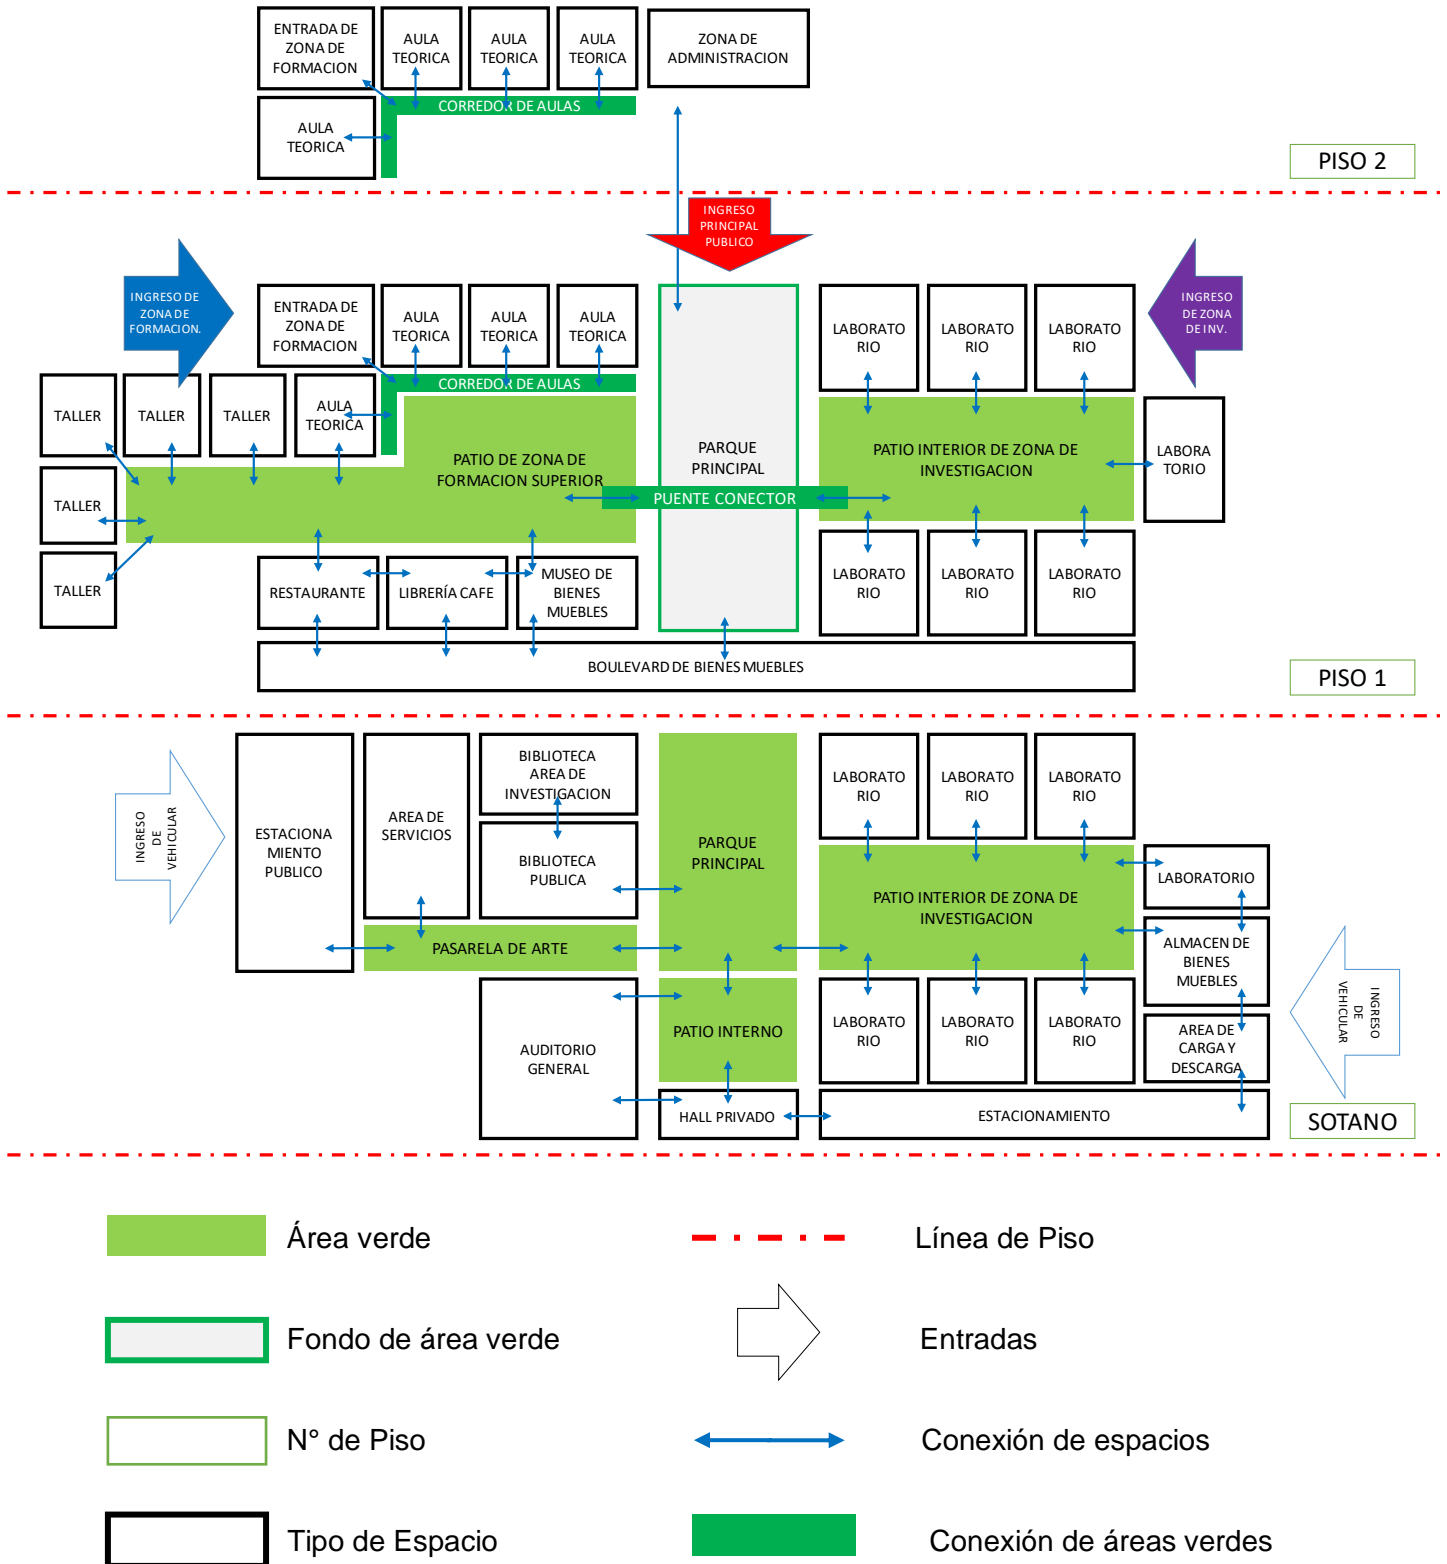 ENTRADA DE
ZONA DE
FORMACION
AULA
TEORICA
AULA
TEORICA
AULA
TEORICA
ZONA DE
ADMINISTRACION
CORREDOR DE AULAS
AULA
TEORICA
PISO 2
INGRESO
PRINCIPAL
PUBLICO
INGRESO DE
ZONA DE
FORMACION.
ENTRADA DE
ZONA DE
FORMACION
AULA
TEORICA
AULA
TEORICA
AULA
TEORICA
LABORATO
RIO
LABORATO
RIO
LABORATO
RIO
INGRESO
DE ZONA
DE INV.
CORREDOR DE AULAS
TALLER
TALLER
TALLER
AULA
TEORICA
PATIO DE ZONA DE
FORMACION SUPERIOR
PARQUE
PRINCIPAL
PATIO INTERIOR DE ZONA DE
INVESTIGACION
LABORA
TORIO
PUENTE CONECTOR
TALLER
TALLER
RESTAURANTE
LIBRERÍA CAFE
MUSEO DE
BIENES
MUEBLES
LABORATO
RIO
LABORATO
RIO
LABORATO
RIO
BOULEVARD DE BIENES MUEBLES
PISO 1
INGRESO
DE
VEHICULAR
ESTACIONA
MIENTO
PUBLICO
AREA DE
SERVICIOS
BIBLIOTECA
AREA DE
INVESTIGACION
BIBLIOTECA
PUBLICA
PARQUE
PRINCIPAL
LABORATO
RIO
LABORATO
RIO
LABORATO
RIO
PATIO INTERIOR DE ZONA DE
INVESTIGACION
LABORATORIO
PASARELA DE ARTE
ALMACEN DE
BIENES
MUEBLES
AUDITORIO
GENERAL
PATIO INTERNO
LABORATO
RIO
LABORATO
RIO
LABORATO
RIO
AREA DE
CARGA Y
DESCARGA
INGRESO
DE
VEHICULAR
HALL PRIVADO
ESTACIONAMIENTO
SOTANO
Área verde
Línea de Piso
Fondo de área verde
Entradas
N° de Piso
Conexión de espacios
Tipo de Espacio
Conexión de áreas verdes